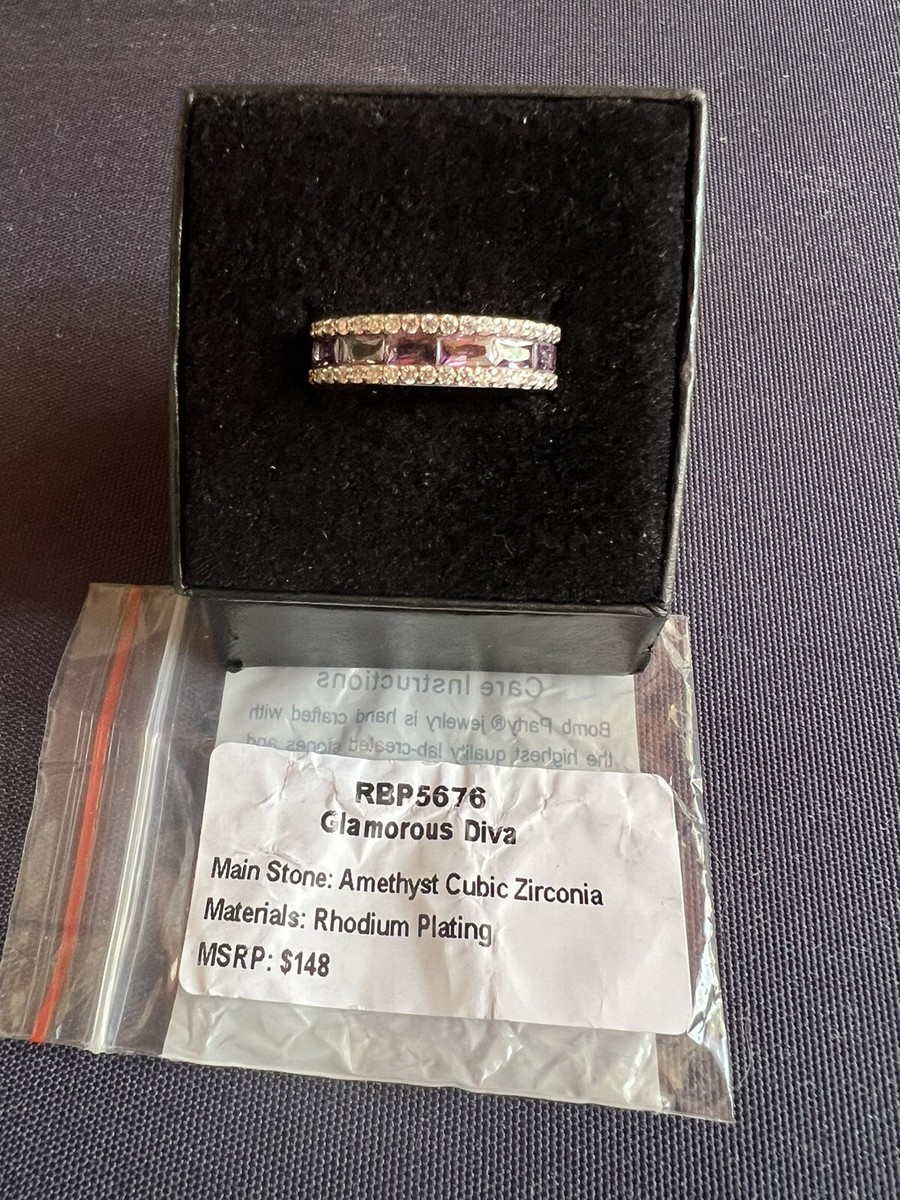 Care Instructions
Bomb Party® jewelry is hand crafted with
the highest quality lab-created stones and
RBP5676
Glamorous Diva
Main Stone: Amethyst Cubic Zirconia
Materials: Rhodium Plating
MSRP: $148